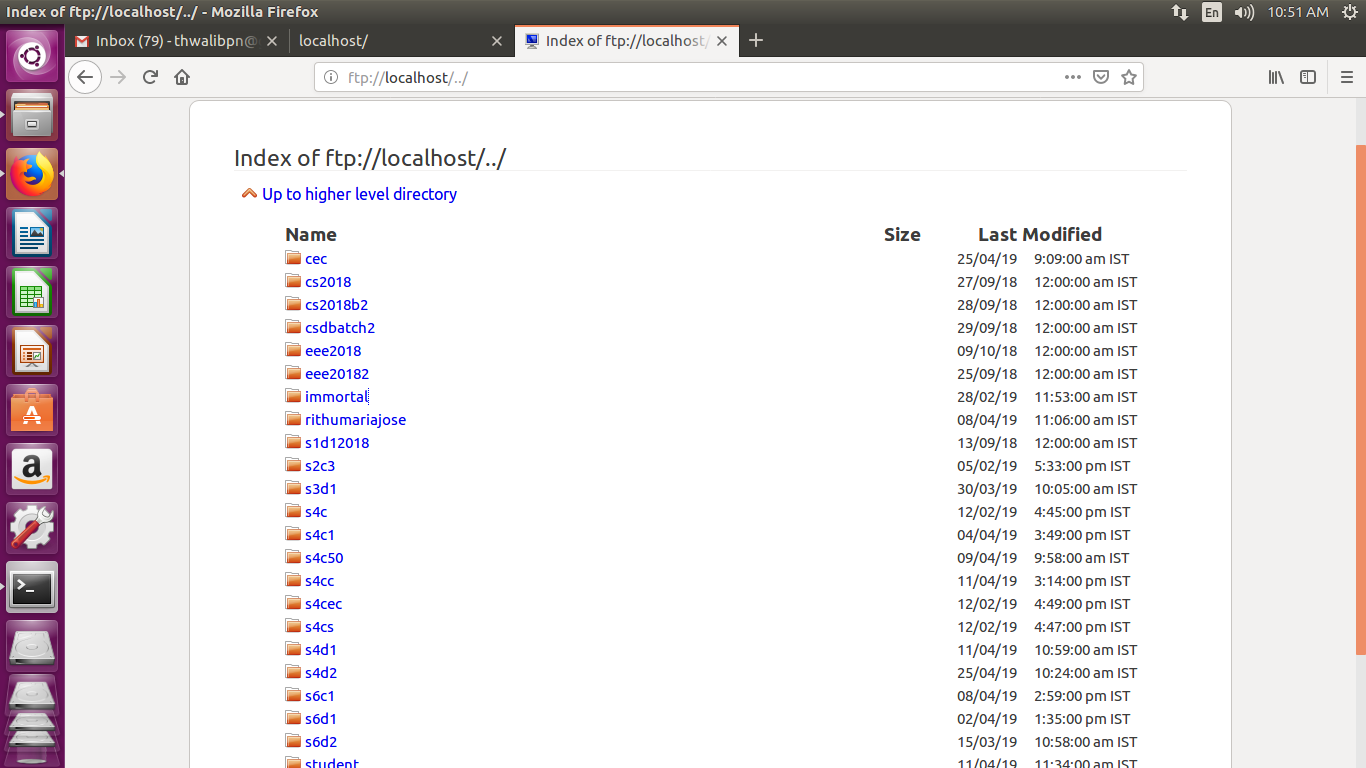 Index of ftp://localhost/../ - Mozilla Firefox
En
10:51 AM
Inbox (79) - thwalibpn@
localhost/
Index of ftp://localhost/
ftp://localhost/../
Index of ftp://localhost/../
Up to higher level directory
Name Size Last Modified
cec 25/04/19 9:09:00 am IST
cs2018 27/09/18 12:00:00 am IST
cs2018b2 28/09/18 12:00:00 am IST
csdbatch2 29/09/18 12:00:00 am IST
eee2018 09/10/18 12:00:00 am IST
eee20182 25/09/18 12:00:00 am IST
immortal 28/02/19 11:53:00 am IST
rithumariajose 08/04/19 11:06:00 am IST
s1d12018 13/09/18 12:00:00 am IST
s2c3 05/02/19 5:33:00 pm IST
s3d1 30/03/19 10:05:00 am IST
s4c 12/02/19 4:45:00 pm IST
s4c1 04/04/19 3:49:00 pm IST
s4c50 09/04/19 9:58:00 am IST
s4cc 11/04/19 3:14:00 pm IST
s4cec 12/02/19 4:49:00 pm IST
s4cs 12/02/19 4:47:00 pm IST
s4d1 11/04/19 10:59:00 am IST
s4d2 25/04/19 10:24:00 am IST
s6c1 08/04/19 2:59:00 pm IST
s6d1 02/04/19 1:35:00 pm IST
s6d2 15/03/19 10:58:00 am IST
student 11/04/19 11:34:00 am IST